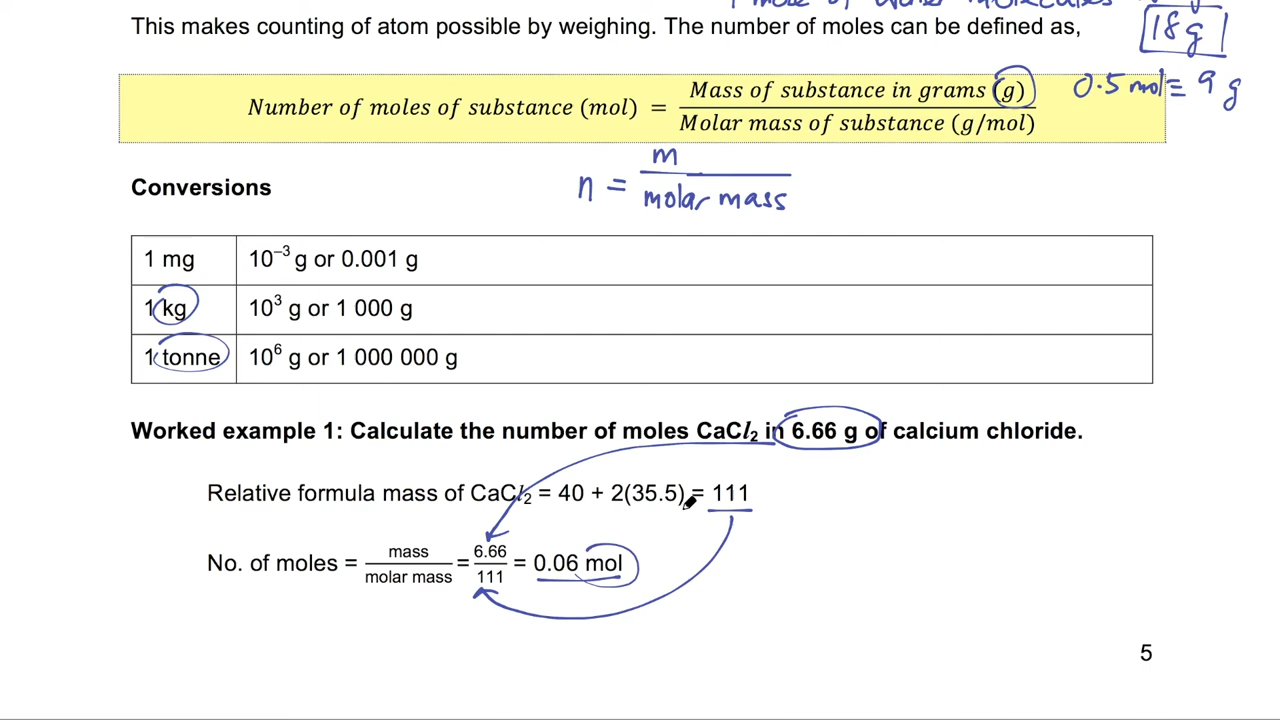 1 mole of water molecules
This makes counting of atom possible by weighing. The number of moles can be defined as,
18 g
Number of moles of substance (mol) = Mass of substance in grams (g) / Molar mass of substance (g/mol)
0.5 mol = 9 g
n = m / molar mass
Conversions
1 mg 10⁻³ g or 0.001 g
1 kg 10³ g or 1 000 g
1 tonne 10⁶ g or 1 000 000 g
Worked example 1: Calculate the number of moles CaCl₂ in 6.66 g of calcium chloride.
Relative formula mass of CaCl₂ = 40 + 2(35.5) = 111
No. of moles = mass / molar mass = 6.66 / 111 = 0.06 mol
5